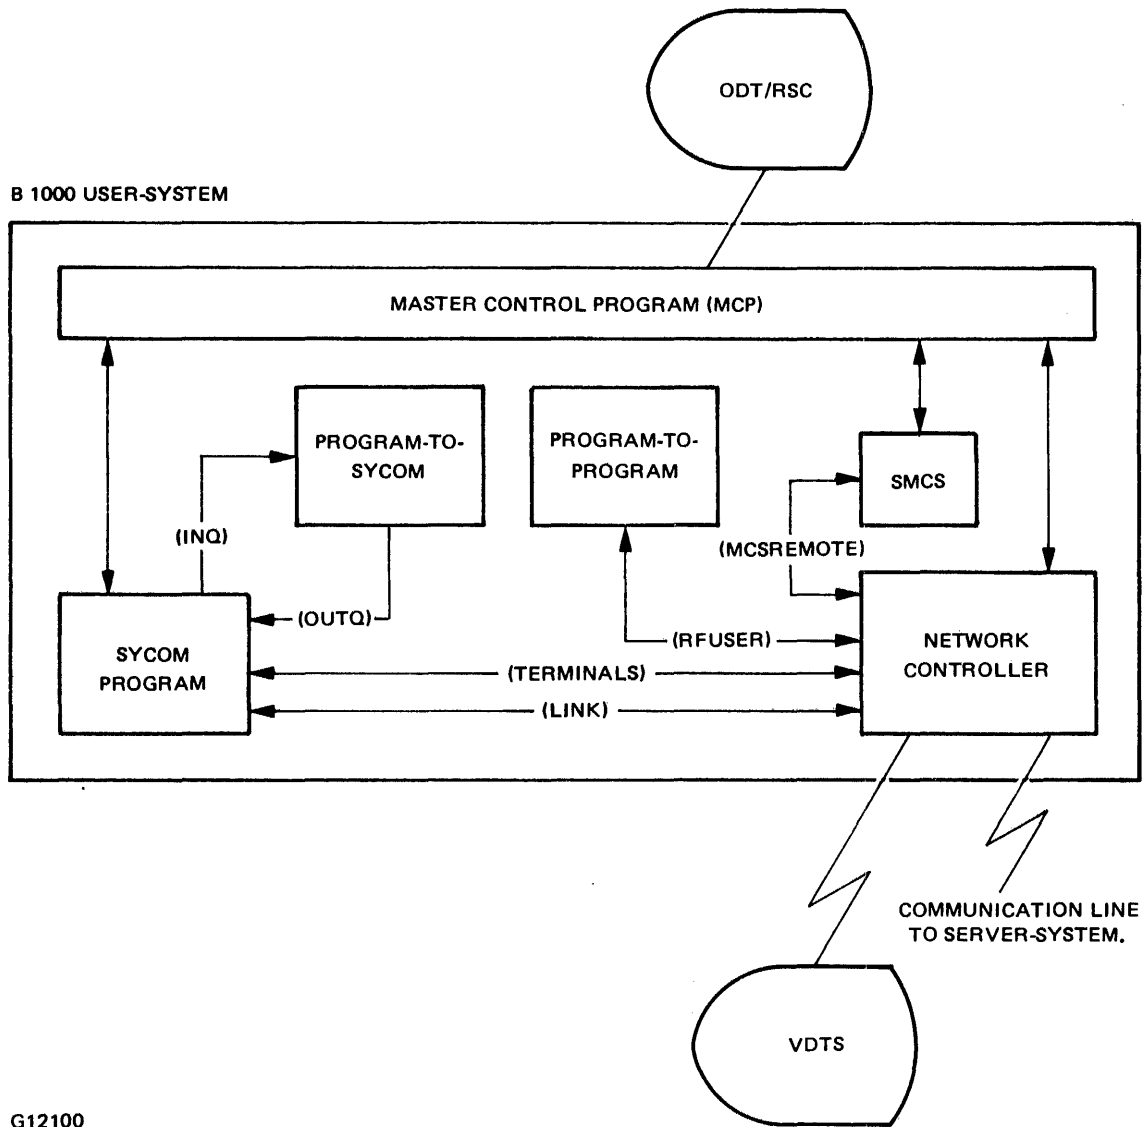 ODT/RSC
B 1000 USER-SYSTEM
MASTER CONTROL PROGRAM (MCP)
PROGRAM-TO-
SYCOM
PROGRAM-TO-
PROGRAM
SMCS
(INQ)
(MCSREMOTE)
(OUTQ)
(RFUSER)
SYCOM
PROGRAM
NETWORK
CONTROLLER
(TERMINALS)
(LINK)
COMMUNICATION LINE
TO SERVER-SYSTEM.
VDTS
G12100